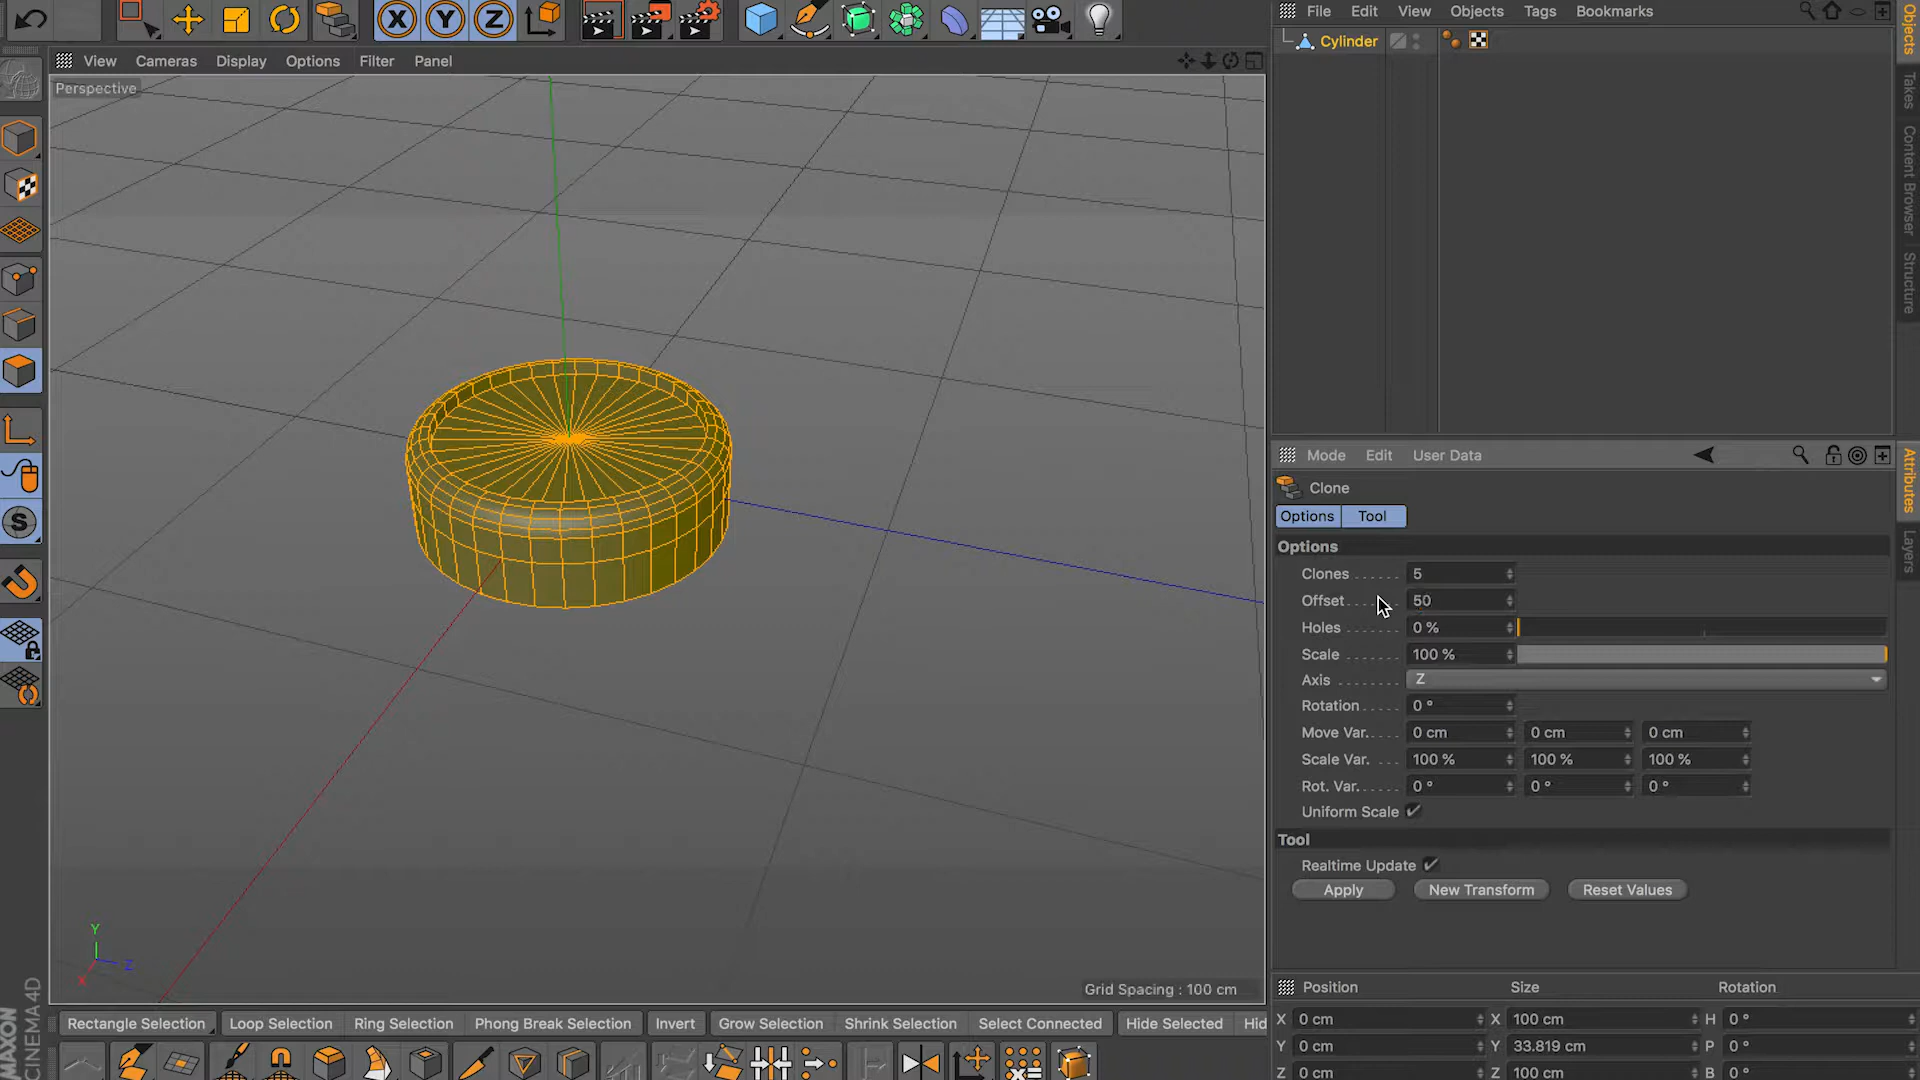 X Y Z
File Edit View Objects Tags Bookmarks
Cylinder
Objects
Takes
Content Browser
Structure
View Cameras Display Options Filter Panel
Perspective
Mode Edit User Data
Attributes
Layers
Clone
Options Tool
Options
Clones 5
Offset 50
Holes 0 %
Scale 100 %
Axis Z
Rotation 0 °
Move Var. 0 cm 0 cm 0 cm
Scale Var. 100 % 100 % 100 %
Rot. Var. 0 ° 0 ° 0 °
Uniform Scale
Tool
Realtime Update
Apply New Transform Reset Values
S
Y
Z
X
Grid Spacing : 100 cm
MAXON
CINEMA 4D
Position Size Rotation
X 0 cm X 100 cm H 0 °
Y 0 cm Y 33.819 cm P 0 °
Z 0 cm Z 100 cm B 0 °
Rectangle Selection Loop Selection Ring Selection Phong Break Selection Invert Grow Selection Shrink Selection Select Connected Hide Selected Hid